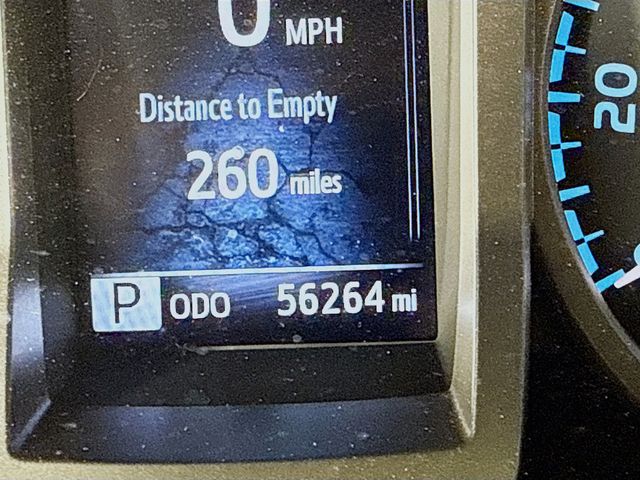 0 MPH
Distance to Empty
260 miles
P ODO 56264 mi
20